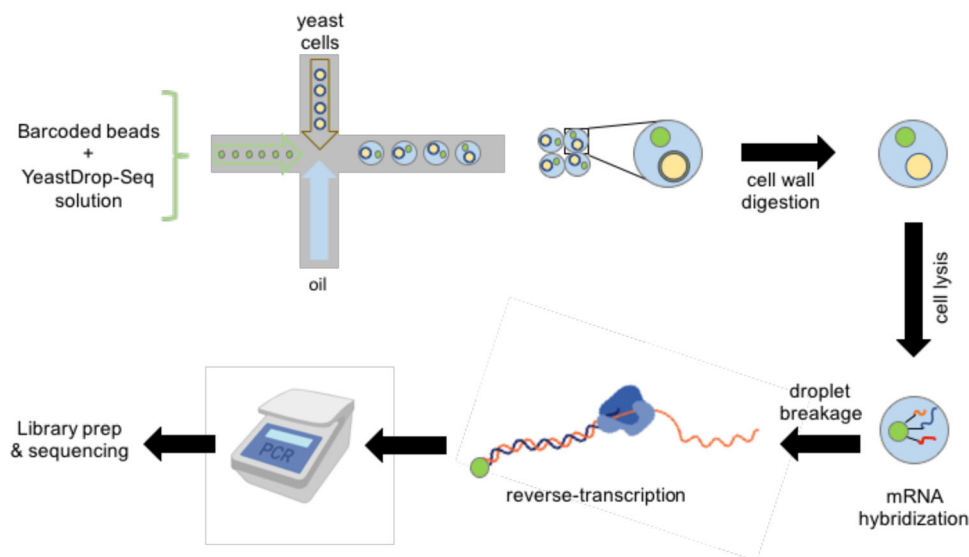 yeast
cells
Barcoded beads
+
YeastDrop-Seq
solution
oil
cell wall
digestion
cell lysis
mRNA
hybridization
droplet
breakage
reverse-transcription
PCR
Library prep
& sequencing